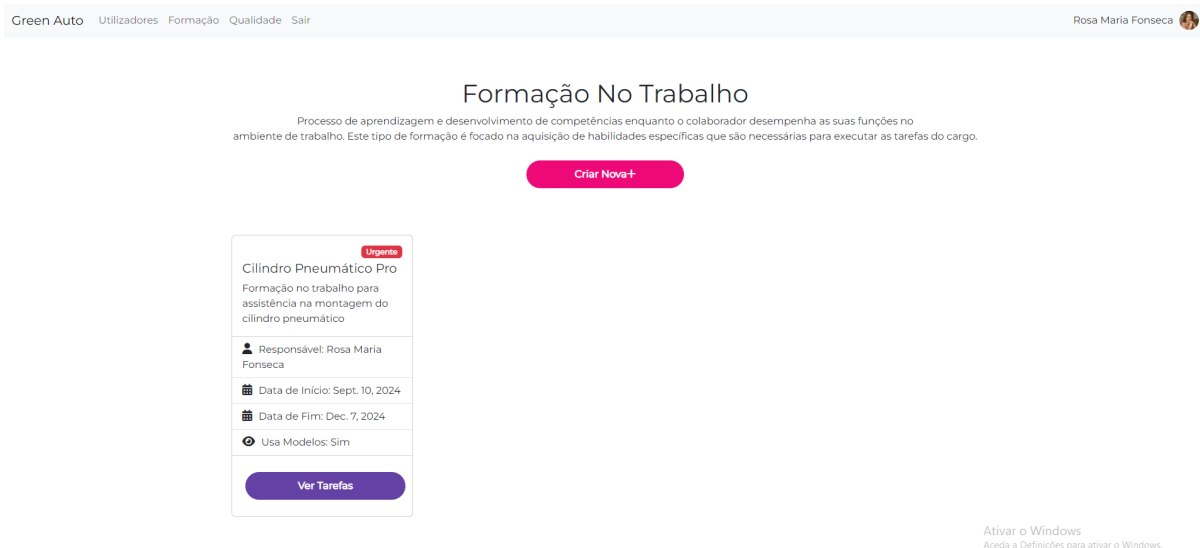 Green Auto Utilizadores Formação Qualidade Sair Rosa Maria Fonseca
Formação No Trabalho
Processo de aprendizagem e desenvolvimento de competências enquanto o colaborador desempenha as suas funções no
ambiente de trabalho. Este tipo de formação é focado na aquisição de habilidades específicas que são necessárias para executar as tarefas do cargo.
Criar Nova+
Urgente
Cilindro Pneumático Pro
Formação no trabalho para
assistência na montagem do
cilindro pneumático
Responsável: Rosa Maria
Fonseca
Data de Início: Sept. 10, 2024
Data de Fim: Dec. 7, 2024
Usa Modelos: Sim
Ver Tarefas
Ativar o Windows
Aceda a Definições para ativar o Windows.